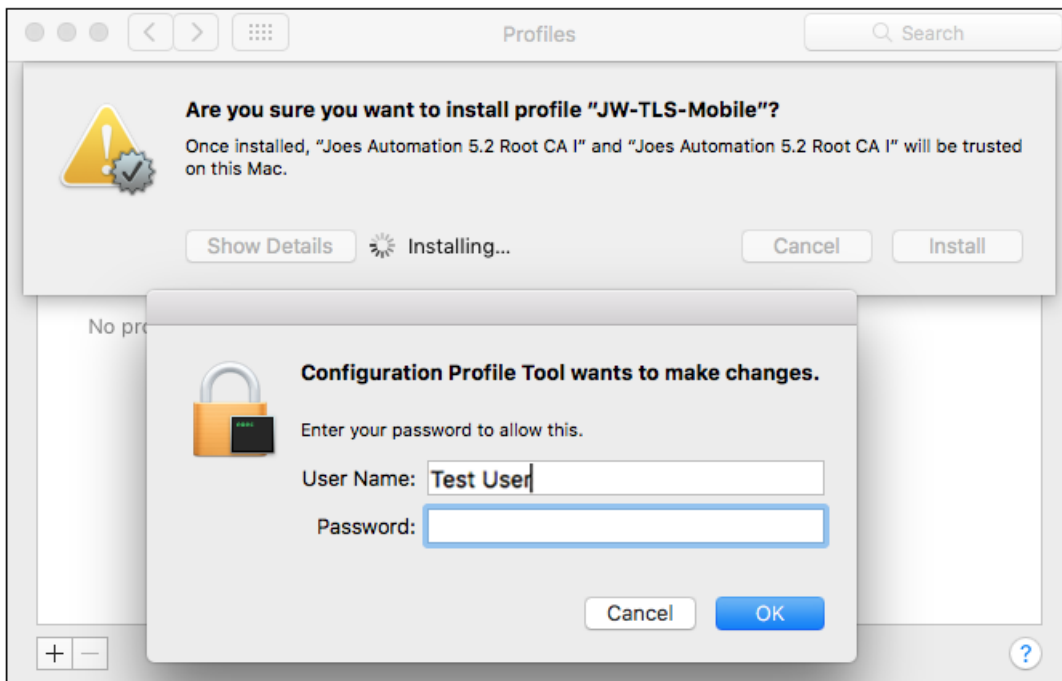 Profiles
Search
Are you sure you want to install profile “JW-TLS-Mobile”?
Once installed, “Joes Automation 5.2 Root CA I” and “Joes Automation 5.2 Root CA I” will be trusted
on this Mac.
Show Details
Installing...
Cancel
Install
No pro
Configuration Profile Tool wants to make changes.
Enter your password to allow this.
User Name: Test User
Password:
Cancel
OK
?